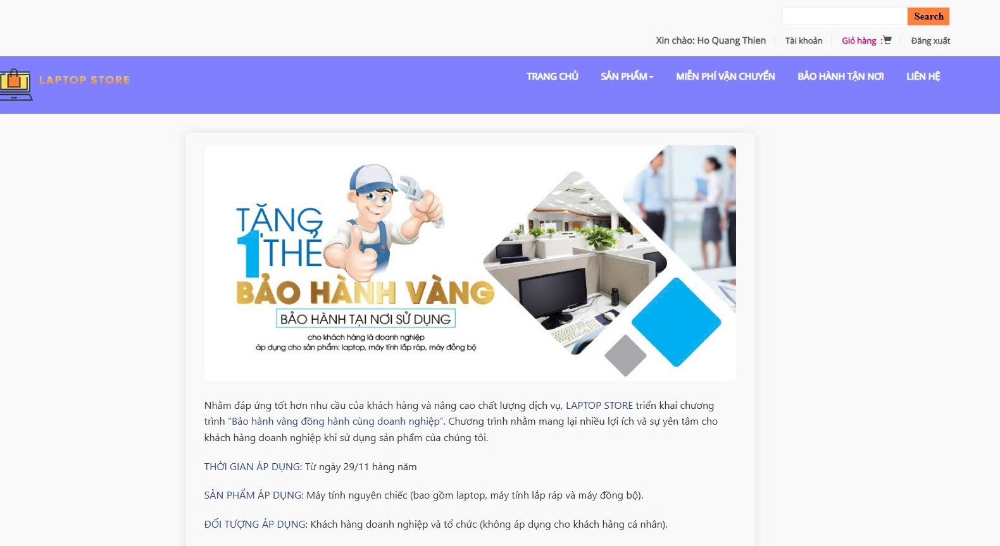 Search
Xin chào: Ho Quang Thien
Tài khoản
Giỏ hàng :
Đăng xuất
LAPTOP STORE
TRANG CHỦ
SẢN PHẨM
MIỄN PHÍ VẬN CHUYỂN
BẢO HÀNH TẬN NƠI
LIÊN HỆ
TẶNG
1 THẺ
BẢO HÀNH VÀNG
BẢO HÀNH TẠI NƠI SỬ DỤNG
cho khách hàng là doanh nghiệp
áp dụng cho sản phẩm: laptop, máy tính lắp ráp, máy đồng bộ
Nhằm đáp ứng tốt hơn nhu cầu của khách hàng và nâng cao chất lượng dịch vụ, LAPTOP STORE triển khai chương
trình “Bảo hành vàng đồng hành cùng doanh nghiệp”. Chương trình nhằm mang lại nhiều lợi ích và sự yên tâm cho
khách hàng doanh nghiệp khi sử dụng sản phẩm của chúng tôi.
THỜI GIAN ÁP DỤNG: Từ ngày 29/11 hàng năm
SẢN PHẨM ÁP DỤNG: Máy tính nguyên chiếc (bao gồm laptop, máy tính lắp ráp và máy đồng bộ).
ĐỐI TƯỢNG ÁP DỤNG: Khách hàng doanh nghiệp và tổ chức (không áp dụng cho khách hàng cá nhân).